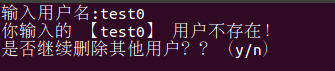 输入用户名:test0
你输入的 【test0】 用户不存在!
是否继续删除其他用户?？（y/n）